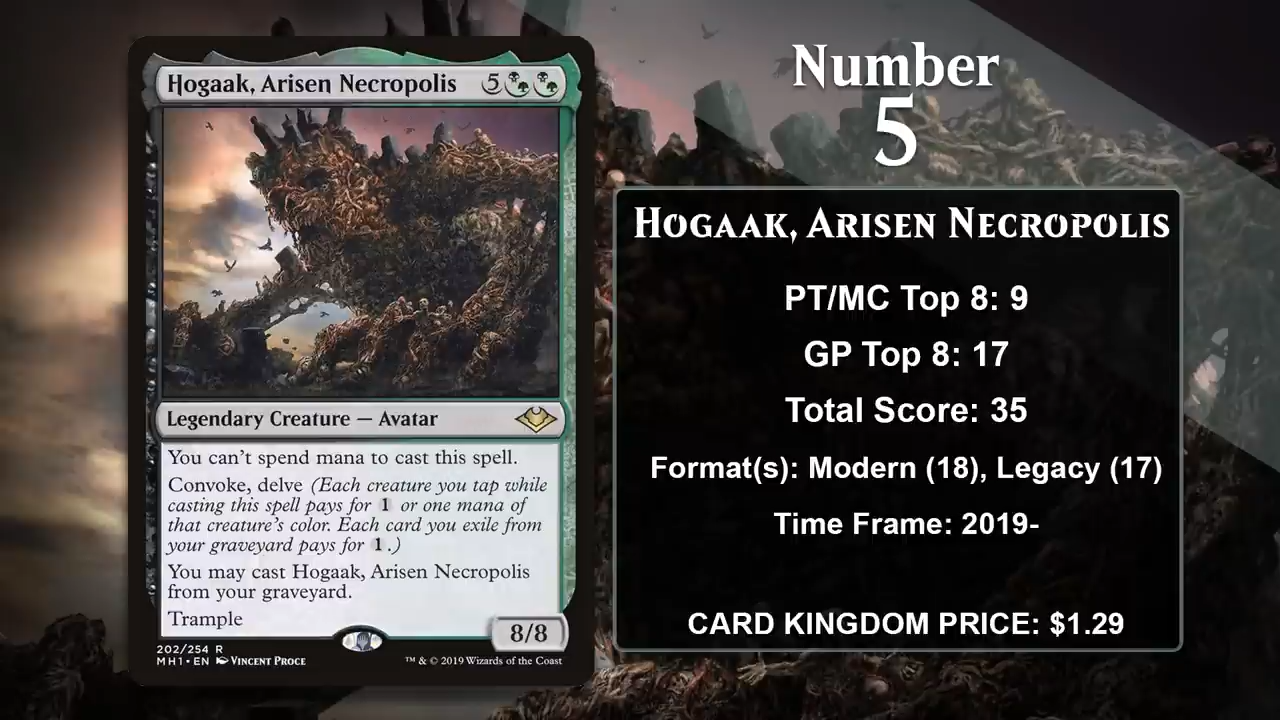 Hogaak, Arisen Necropolis 5
Legendary Creature — Avatar
You can't spend mana to cast this spell.
Convoke, delve (Each creature you tap while
casting this spell pays for 1 or one mana of
that creature's color. Each card you exile from
your graveyard pays for 1.)
You may cast Hogaak, Arisen Necropolis
from your graveyard.
Trample
8/8
202/254 R
MH1 • EN VINCENT PROCE
™ & © 2019 Wizards of the Coast
Number
5
HOGAAK, ARISEN NECROPOLIS
PT/MC Top 8: 9
GP Top 8: 17
Total Score: 35
Format(s): Modern (18), Legacy (17)
Time Frame: 2019-
CARD KINGDOM PRICE: $1.29